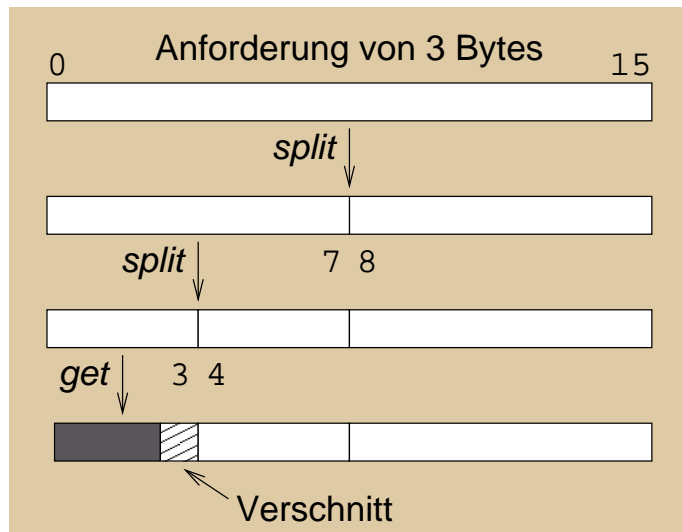 Anforderung von 3 Bytes
0 15
split
split 7 8
get 3 4
Verschnitt